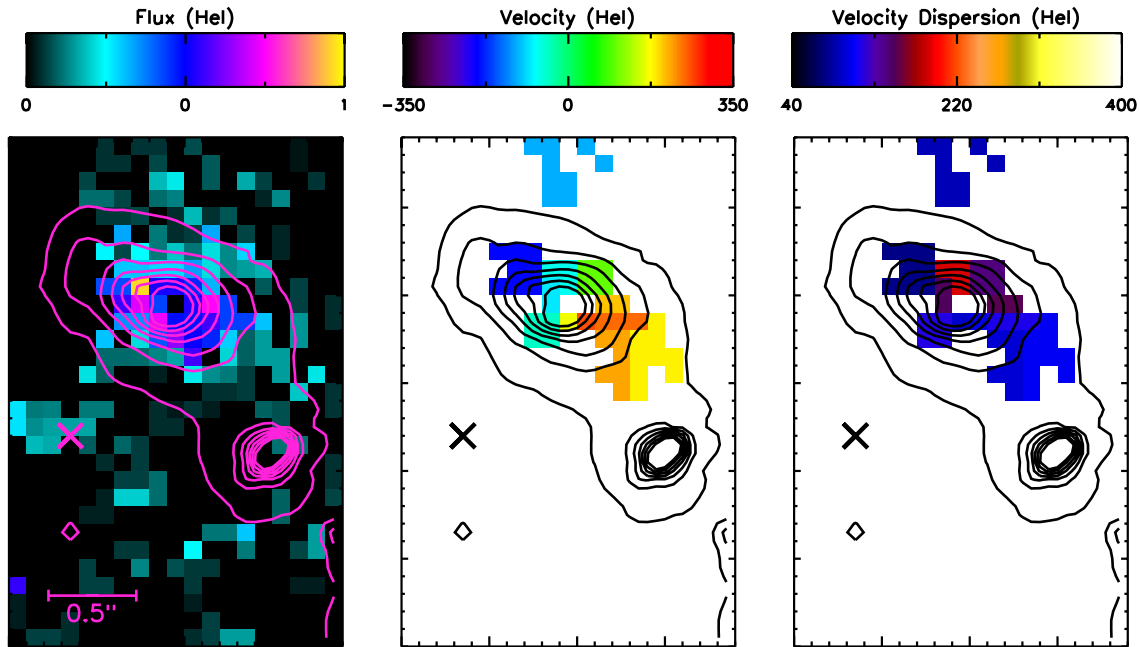 Flux (HeI)
Velocity (HeI)
Velocity Dispersion (HeI)
0 0 1
−350 0 350
40 220 400
0.5"